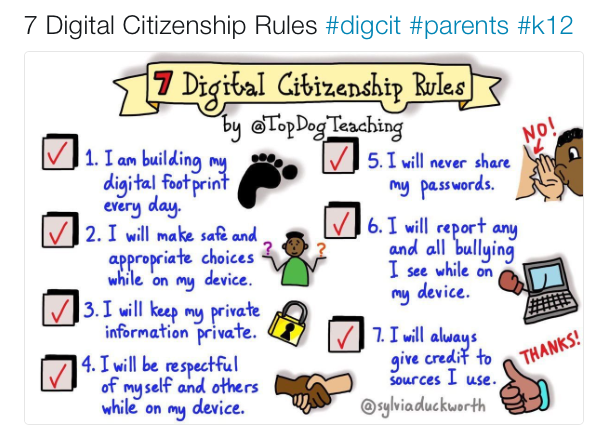 7 Digital Citizenship Rules #digcit #parents #k12
7 Digital Citizenship Rules
by @TopDogTeaching
1. I am building my
digital footprint
every day.
2. I will make safe and
appropriate choices
while on my device.
3. I will keep my private
information private.
4. I will be respectful
of myself and others
while on my device.
NO!
5. I will never share
my passwords.
6. I will report any
and all bullying
I see while on
my device.
7. I will always
give credit to
sources I use.
THANKS!
@sylviaduckworth
? ?